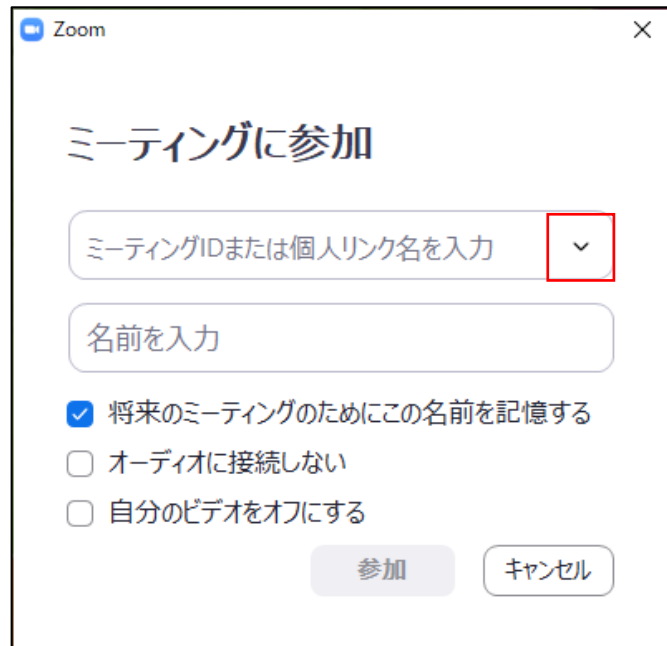 Zoom
ミーティングに参加
ミーティングIDまたは個人リンク名を入力
名前を入力
将来のミーティングのためにこの名前を記憶する
オーディオに接続しない
自分のビデオをオフにする
参加
キャンセル